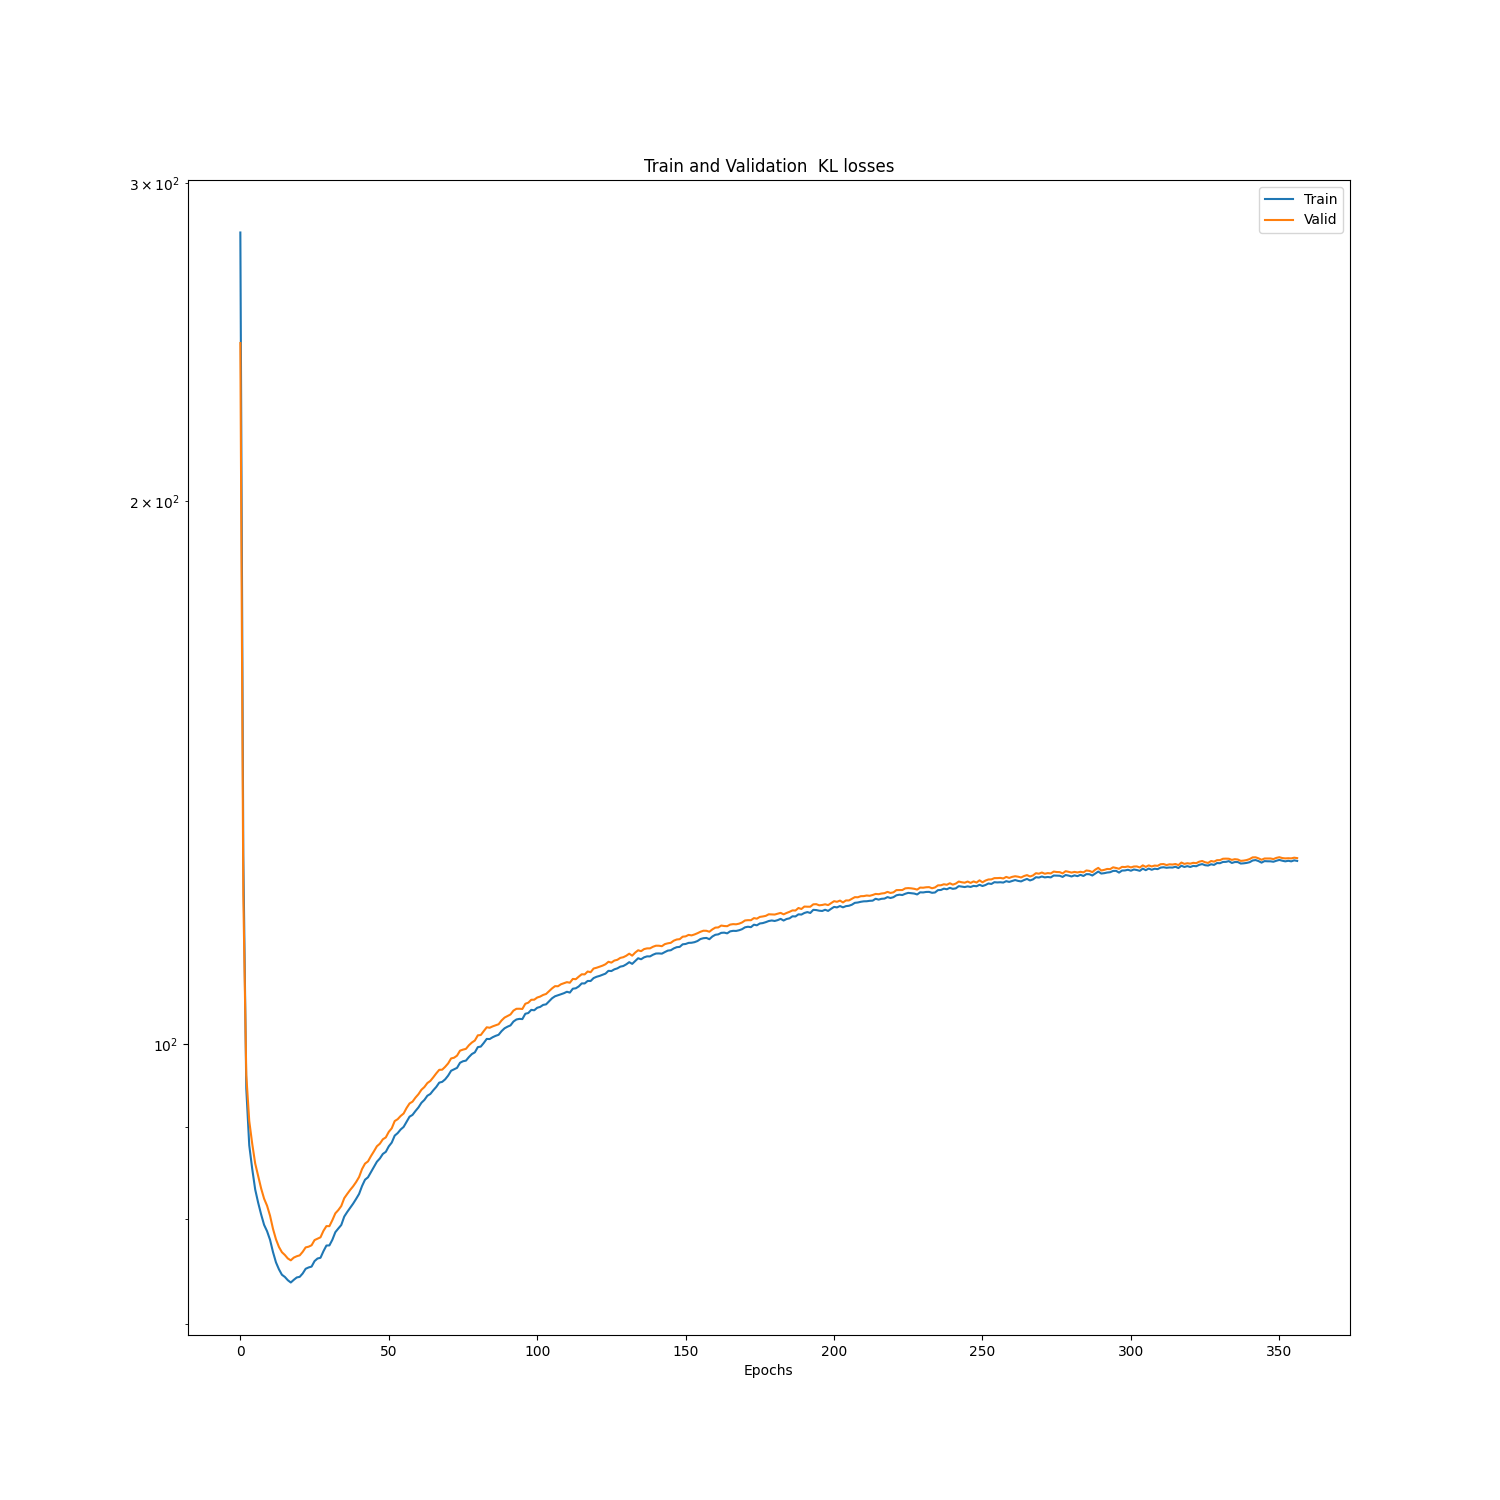 Train and Validation  KL losses
3 × 10²
Train
Valid
2 × 10²
10²
0 50 100 150 200 250 300 350
Epochs